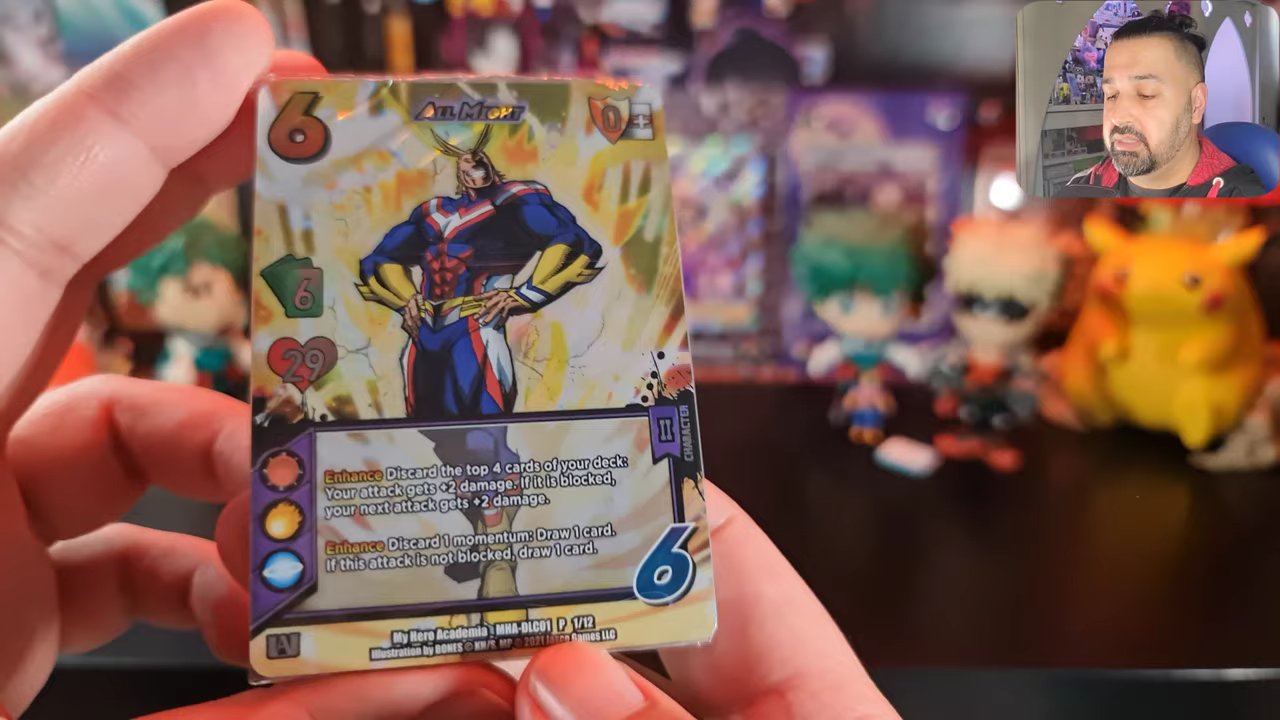 6
ALL MIGHT
0
+
6
29
II
CHARACTER
Enhance Discard the top 4 cards of your deck:
Your attack gets +2 damage. If it is blocked,
your next attack gets +2 damage.
Enhance Discard 1 momentum: Draw 1 card.
If this attack is not blocked, draw 1 card.
6
My Hero Academia MHA-DLC01 P 1/12
Illustration by BONES © KH/S, MP © 2021 Jasco Games LLC